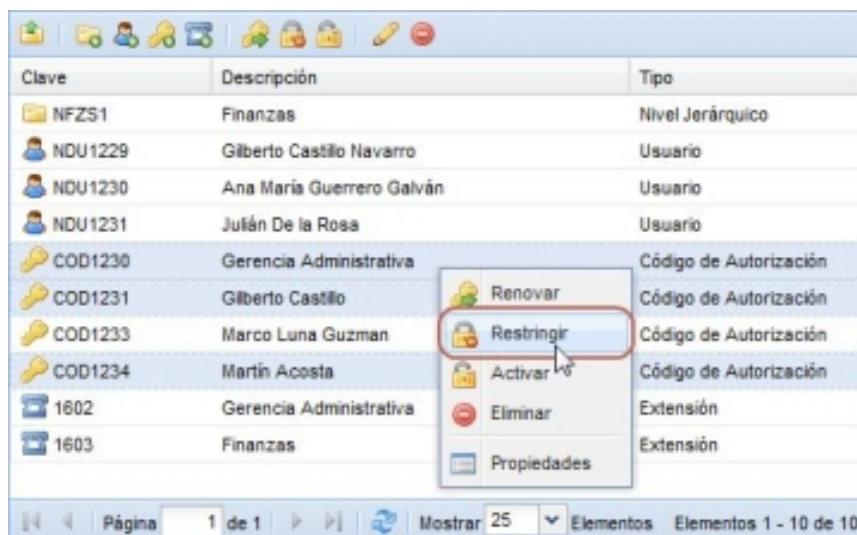 Clave Descripción Tipo
NFZS1 Finanzas Nivel Jerárquico
NDU1229 Gilberto Castillo Navarro Usuario
NDU1230 Ana María Guerrero Galván Usuario
NDU1231 Julián De la Rosa Usuario
COD1230 Gerencia Administrativa Código de Autorización
COD1231 Gilberto Castillo Renovar Código de Autorización
COD1233 Marco Luna Guzman Restringir Código de Autorización
COD1234 Martín Acosta Activar Código de Autorización
1602 Gerencia Administrativa Eliminar Extensión
1603 Finanzas Extensión
Propiedades
Página 1 de 1 Mostrar 25 Elementos Elementos 1 - 10 de 10